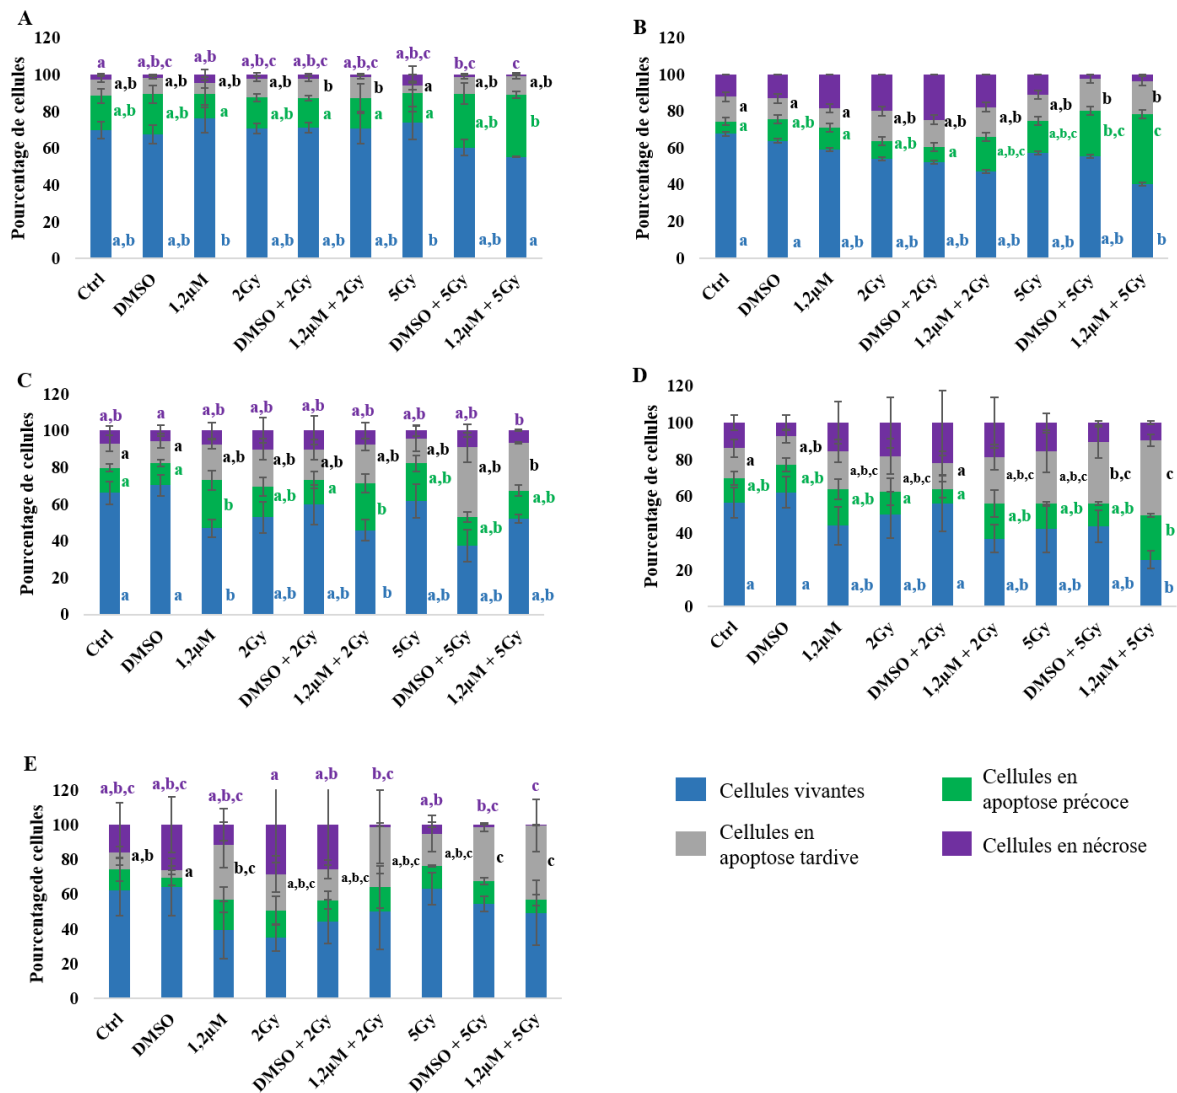 A
Pourcentage de cellules
120
100
80
60
40
20
0
a a,b,c a,b a,b,c a,b,c a,b,c a,b,c b,c c
a,b a,b a,b a,b b b a a,b a,b
a,b a,b a a,b a a a a,b b
a,b a,b b a,b a,b a,b b a,b a
Ctrl
DMSO
1,2µM
2Gy
DMSO + 2Gy
1,2µM + 2Gy
5Gy
DMSO + 5Gy
1,2µM + 5Gy
B
Pourcentage de cellules
120
100
80
60
40
20
0
a a a a,b a,b a,b a,b b b
a a,b a a,b a a,b,c a,b,c b,c c
a a a,b a,b a,b a,b a,b a,b b
Ctrl
DMSO
1,2µM
2Gy
DMSO + 2Gy
1,2µM + 2Gy
5Gy
DMSO + 5Gy
1,2µM + 5Gy
C
Pourcentage de cellules
120
100
80
60
40
20
0
a,b a a,b a,b a,b a,b a,b a,b b
a a a,b a,b a,b a,b a,b a,b b
a a b a,b a b a,b a,b a,b
a a b a,b a,b b a,b a,b a,b
Ctrl
DMSO
1,2µM
2Gy
DMSO + 2Gy
1,2µM + 2Gy
5Gy
DMSO + 5Gy
1,2µM + 5Gy
D
Pourcentage de cellules
120
100
80
60
40
20
0
a a,b a,b,c a,b,c a a,b,c a,b,c b,c c
a,b a,b a,b a a a,b a,b a,b b
a a a,b a,b a a,b a,b a,b b
Ctrl
DMSO
1,2µM
2Gy
DMSO + 2Gy
1,2µM + 2Gy
5Gy
DMSO + 5Gy
1,2µM + 5Gy
E
Pourcentagede cellules
120
100
80
60
40
20
0
a,b,c a,b,c a,b,c a a,b b,c a,b b,c c
a,b a b,c a,b,c a,b,c a,b,c a,b,c c c
Ctrl
DMSO
1,2µM
2Gy
DMSO + 2Gy
1,2µM + 2Gy
5Gy
DMSO + 5Gy
1,2µM + 5Gy
Cellules vivantes
Cellules en
apoptose précoce
Cellules en
apoptose tardive
Cellules en nécrose